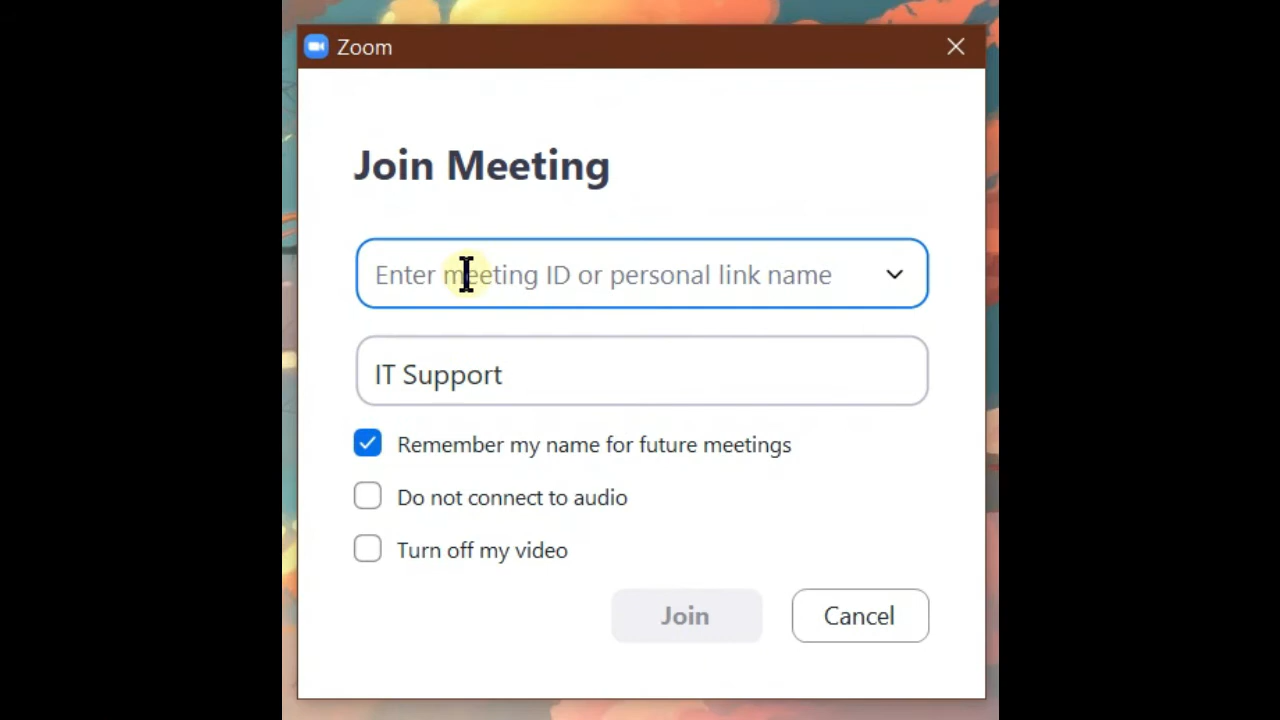 Zoom
Join Meeting
Enter meeting ID or personal link name
IT Support
Remember my name for future meetings
Do not connect to audio
Turn off my video
Join Cancel